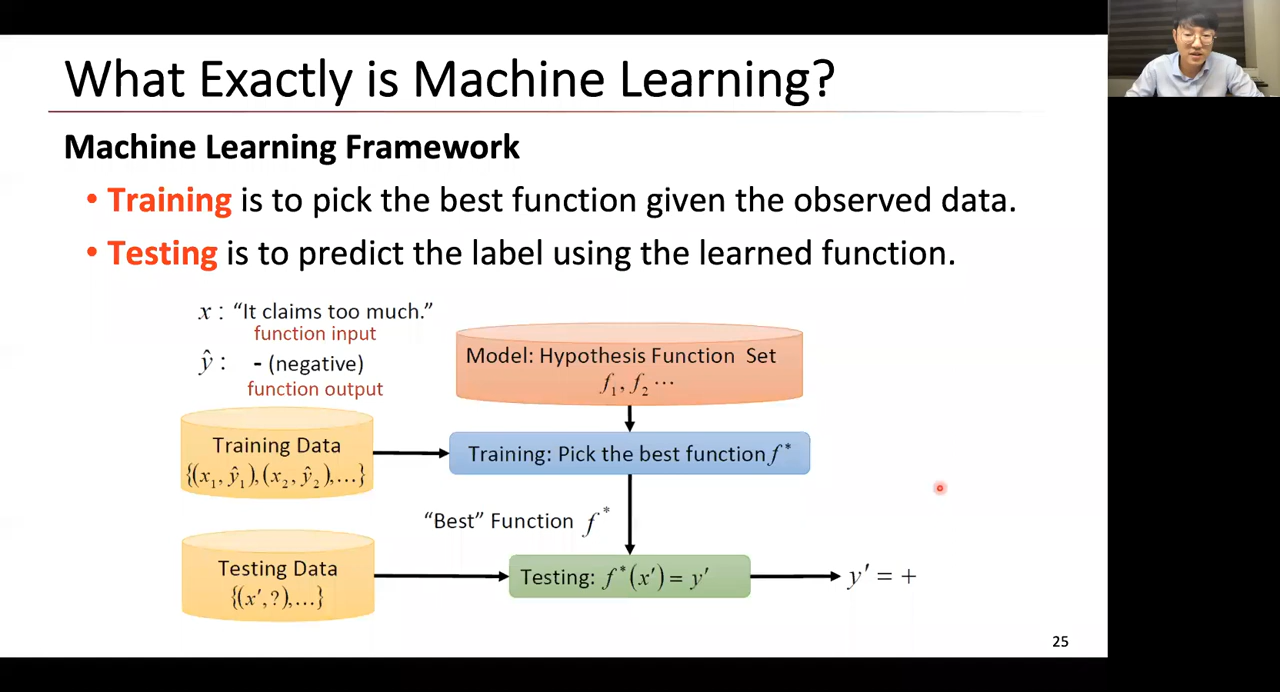 What Exactly is Machine Learning?
Machine Learning Framework
• Training is to pick the best function given the observed data.
• Testing is to predict the label using the learned function.
x : “It claims too much.”
function input
ŷ : - (negative)
function output
Model: Hypothesis Function Set
f₁, f₂ ⋯
Training Data
{(x₁, ŷ₁), (x₂, ŷ₂), …}
Training: Pick the best function f*
“Best” Function f*
Testing Data
{(x′, ?), …}
Testing: f*(x′) = y′
y′ = +
25